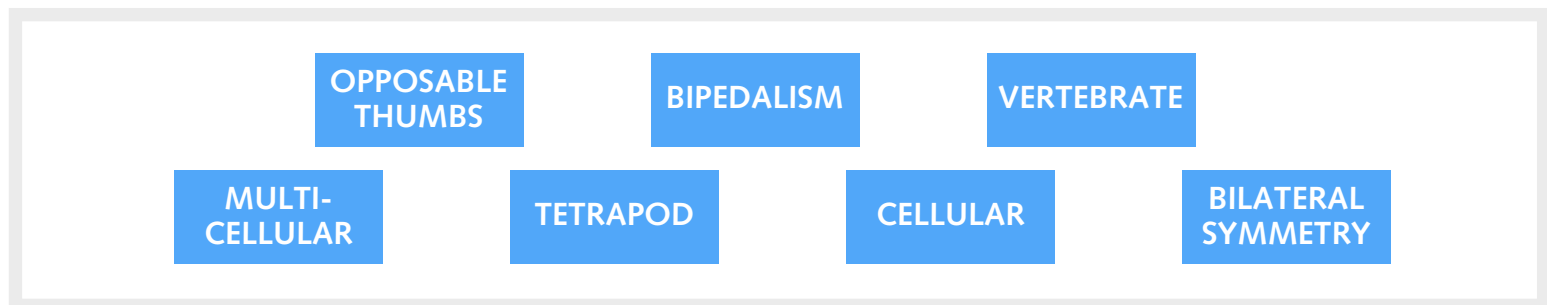 OPPOSABLE
THUMBS
BIPEDALISM
VERTEBRATE
MULTI-
CELLULAR
TETRAPOD
CELLULAR
BILATERAL
SYMMETRY